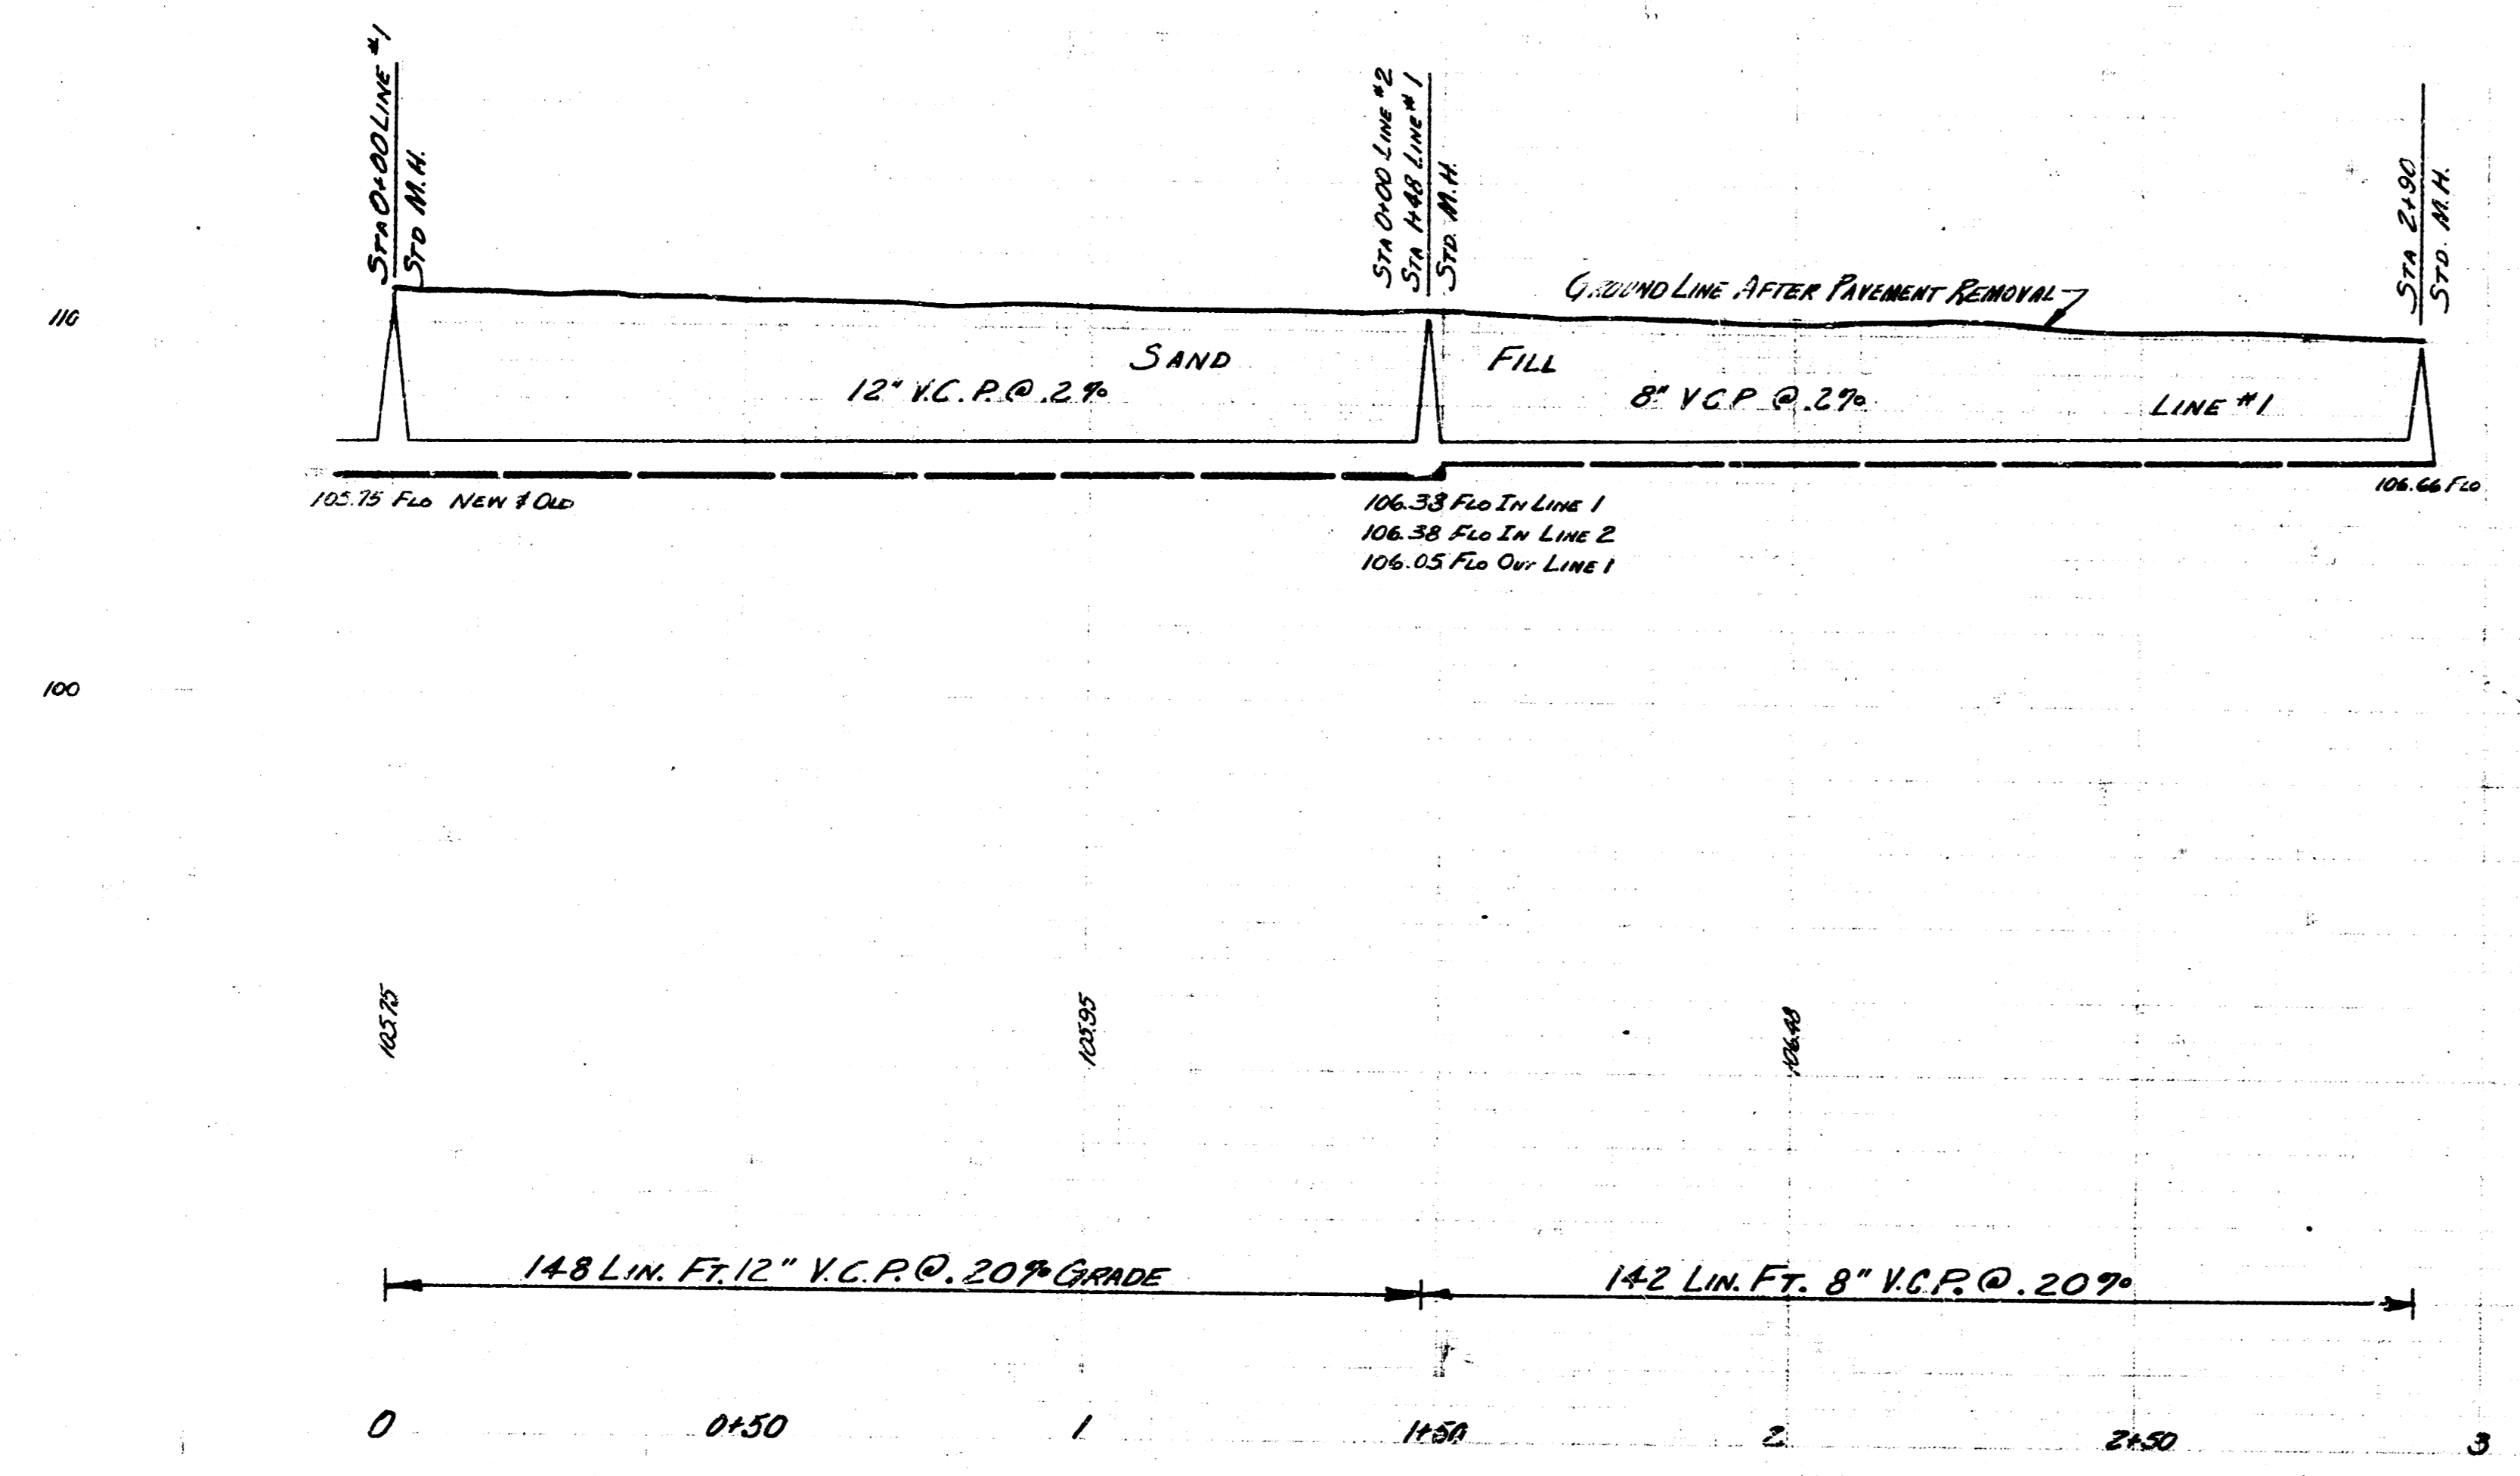 STA 0+00 LINE #1
STD M.H.
STA 0+00 LINE #2
STA 1+48 LINE #1
STD. M.H.
STA 2+90
STD. M.H.
GROUND LINE AFTER PAVEMENT REMOVAL
110
SAND
FILL
12" V.C.P. @ .2%
8" V C P @ .2%
LINE #1
105.75 FLO NEW & OLD
106.38 FLO IN LINE 1
106.38 FLO IN LINE 2
106.05 FLO OUT LINE 1
106.66 FLO
100
105.75
105.95
106.48
148 LIN. FT. 12" V.C.P. @ .20% GRADE
142 LIN. FT. 8" V.C.P. @ .20%
0
0+50
1
1+50
2
2+50
3